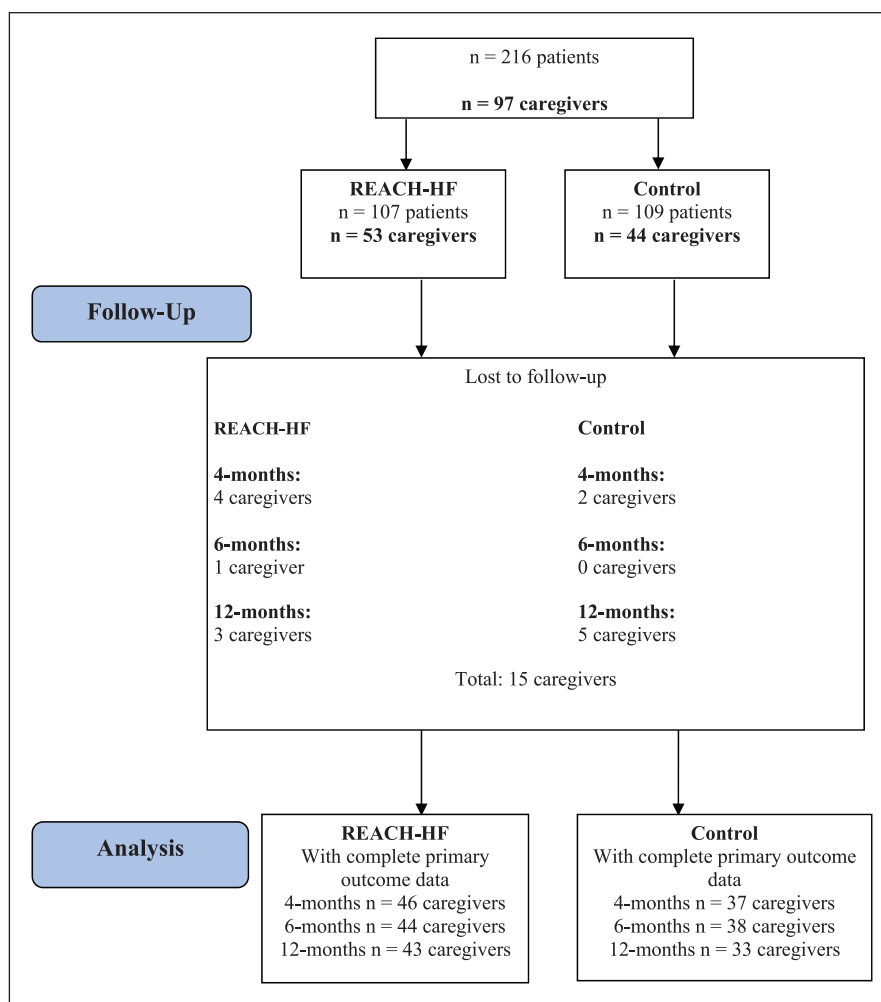 n = 216 patients
n = 97 caregivers
REACH-HF
n = 107 patients
n = 53 caregivers
Control
n = 109 patients
n = 44 caregivers
Follow-Up
Lost to follow-up
REACH-HF
Control
4-months:
4 caregivers
4-months:
2 caregivers
6-months:
1 caregiver
6-months:
0 caregivers
12-months:
3 caregivers
12-months:
5 caregivers
Total: 15 caregivers
Analysis
REACH-HF
With complete primary
outcome data
4-months n = 46 caregivers
6-months n = 44 caregivers
12-months n = 43 caregivers
Control
With complete primary outcome
data
4-months n = 37 caregivers
6-months n = 38 caregivers
12-months n = 33 caregivers